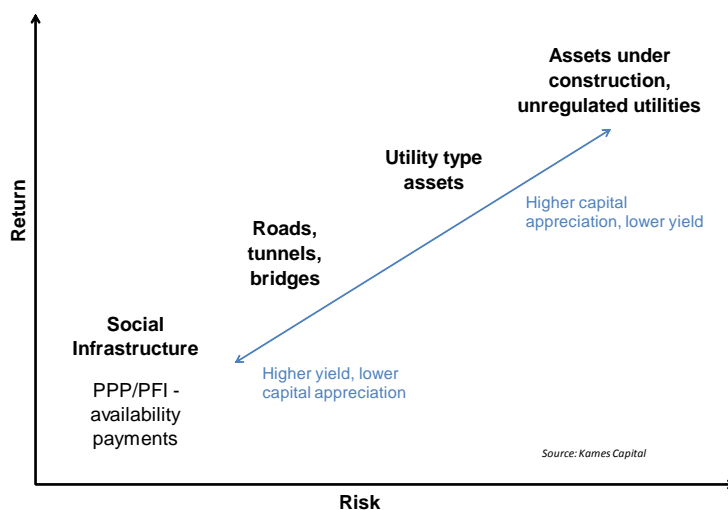 Assets under
construction,
unregulated utilities
Utility type
assets
Higher capital
appreciation, lower yield
Return
Roads,
tunnels,
bridges
Social
Infrastructure
Higher yield, lower
capital appreciation
PPP/PFI -
availability
payments
Source: Kames Capital
Risk